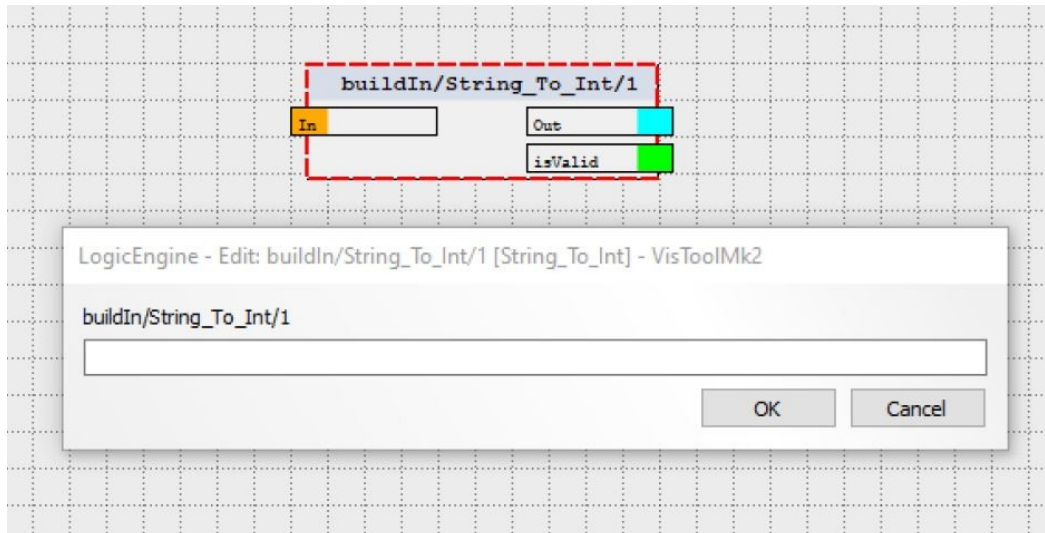 buildIn/String_To_Int/1
In
Out
isValid
LogicEngine - Edit: buildIn/String_To_Int/1 [String_To_Int] - VisToolMk2
buildIn/String_To_Int/1
OK Cancel